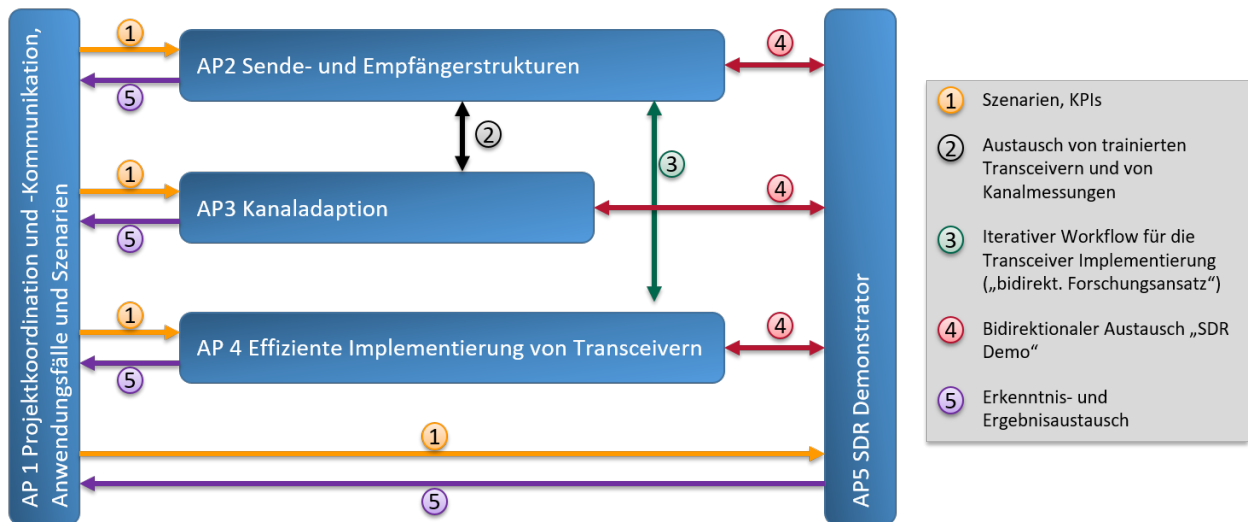 AP 1 Projektkoordination und -Kommunikation,
Anwendungsfälle und Szenarien
1
5
AP2 Sende- und Empfängerstrukturen
4
2
3
1
5
AP3 Kanaladaption
4
1
5
AP 4 Effiziente Implementierung von Transceivern
4
1
5
AP5 SDR Demonstrator
1 Szenarien, KPIs
2 Austausch von trainierten
Transceivern und von
Kanalmessungen
3 Iterativer Workflow für die
Transceiver Implementierung
(„bidirekt. Forschungsansatz“)
4 Bidirektionaler Austausch „SDR
Demo“
5 Erkenntnis- und
Ergebnisaustausch